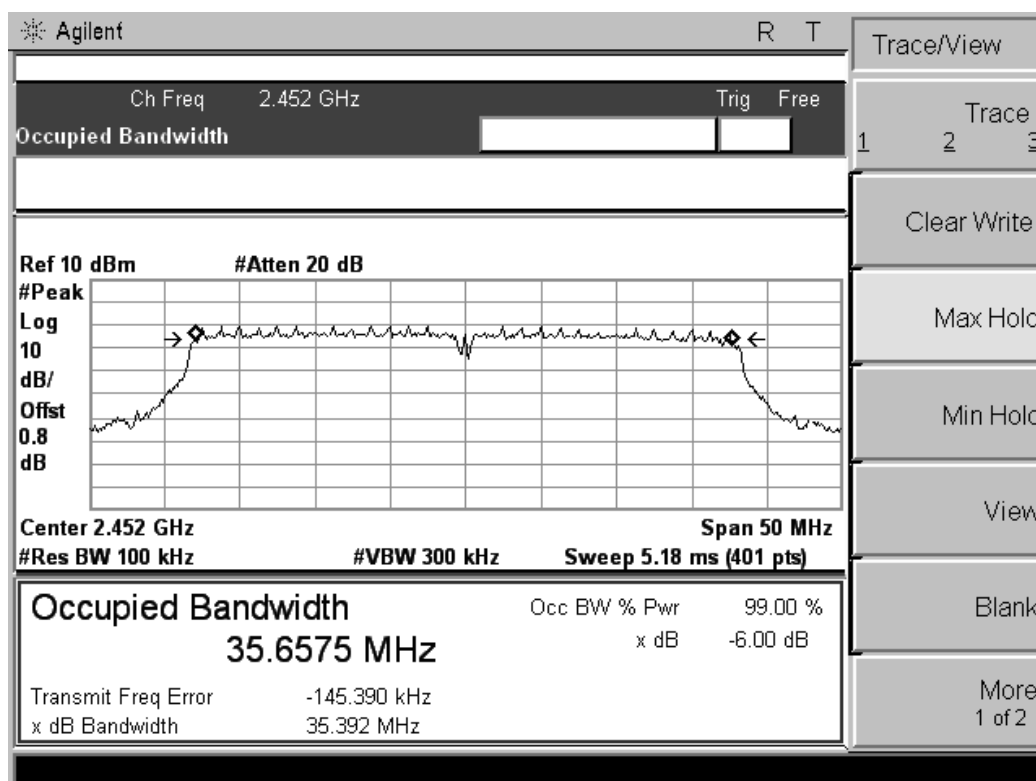 Agilent R T
Trace/View
Ch Freq 2.452 GHz Trig Free
Occupied Bandwidth
Trace
1 2 3
Clear Write
Max Hold
Min Hold
View
Blank
More
1 of 2
Ref 10 dBm #Atten 20 dB
#Peak
Log
10
dB/
Offst
0.8
dB
Center 2.452 GHz Span 50 MHz
#Res BW 100 kHz #VBW 300 kHz Sweep 5.18 ms (401 pts)
Occupied Bandwidth
35.6575 MHz
Occ BW % Pwr 99.00 %
x dB -6.00 dB
Transmit Freq Error -145.390 kHz
x dB Bandwidth 35.392 MHz